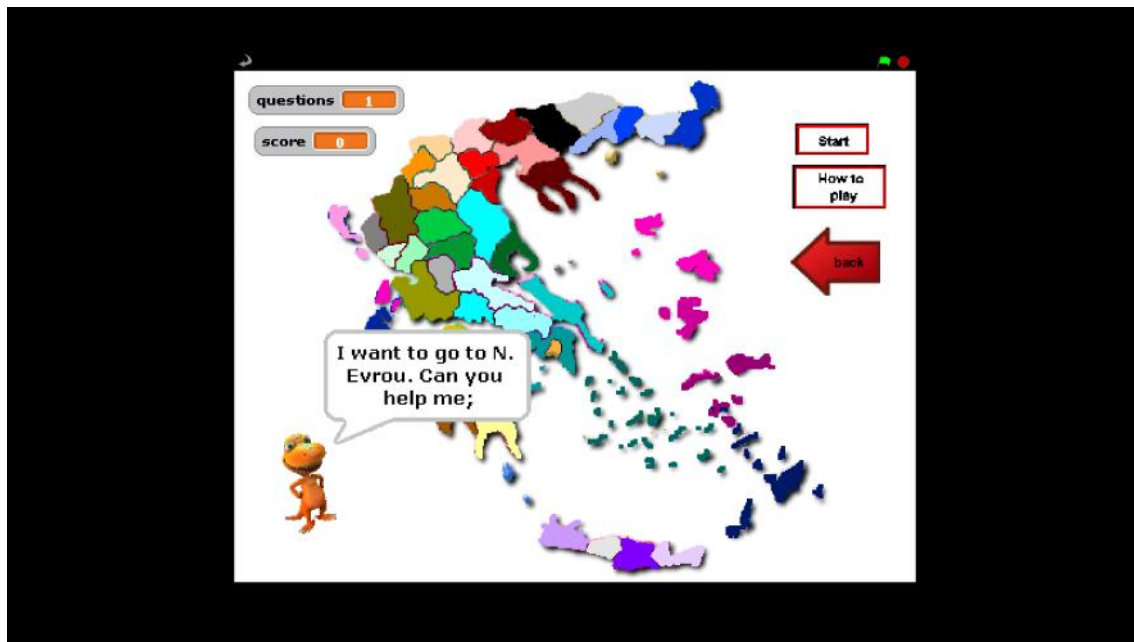 questions 1
score 0
Start
How to
play
back
I want to go to N.
Evrou. Can you
help me;